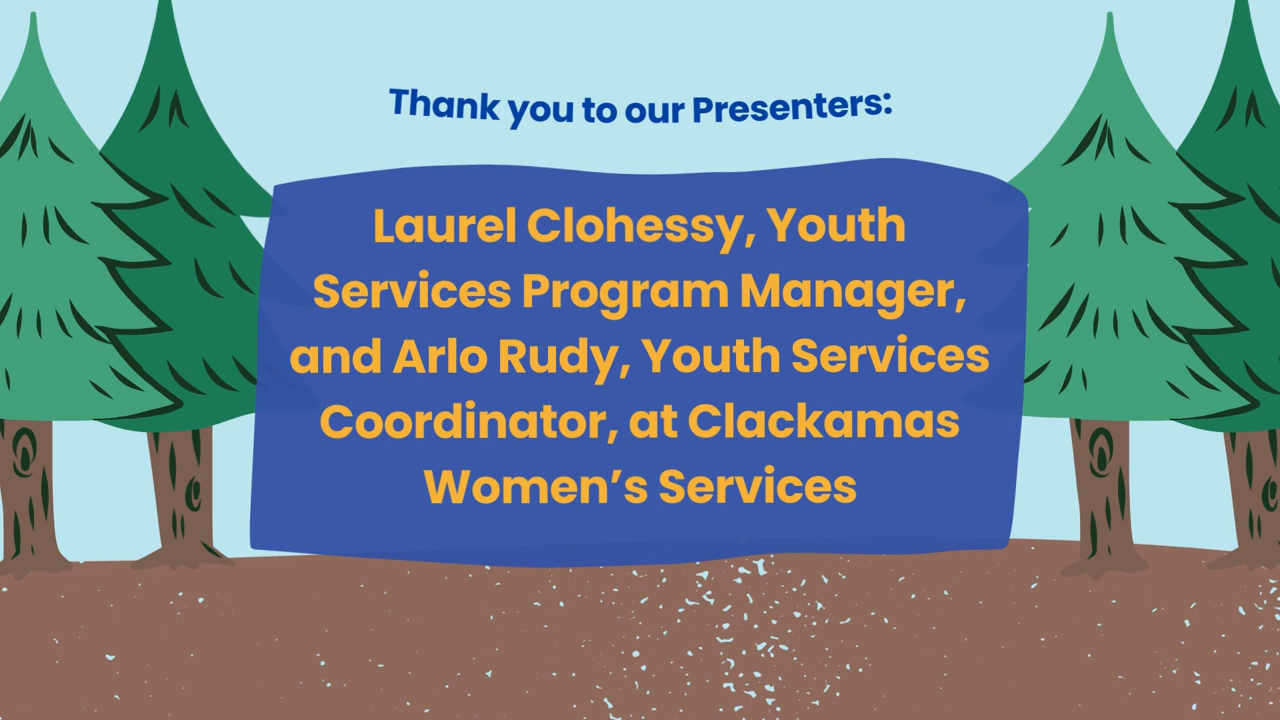 Thank you to our Presenters:
Laurel Clohessy, Youth
Services Program Manager,
and Arlo Rudy, Youth Services
Coordinator, at Clackamas
Women’s Services